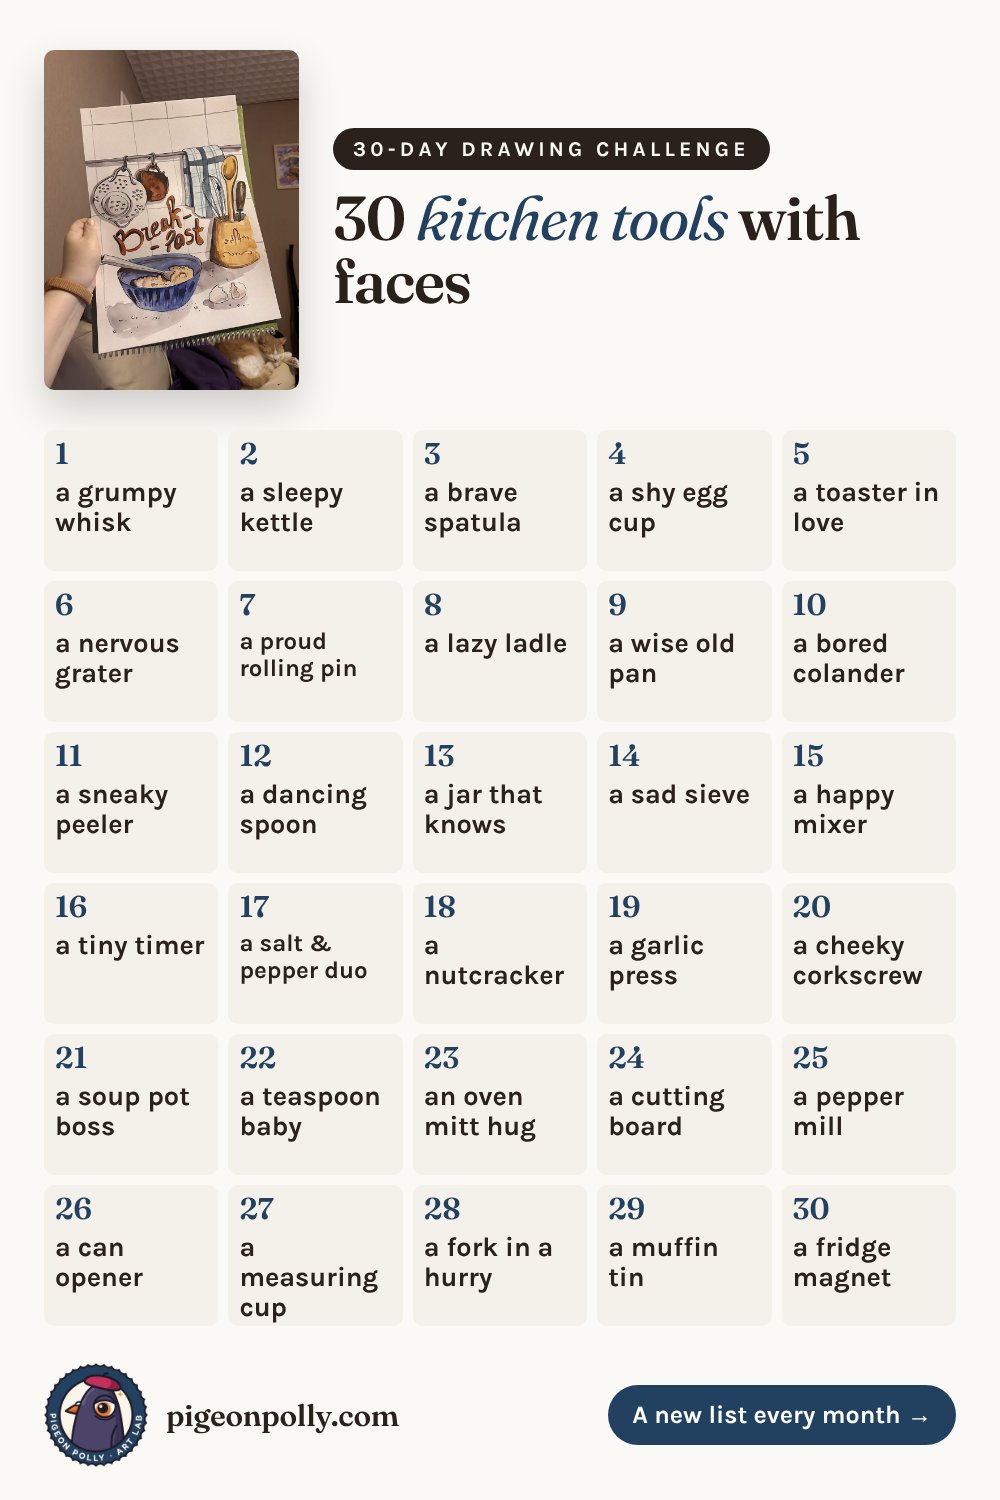 Break-
-fast
30-DAY DRAWING CHALLENGE
30 kitchen tools with
faces
1
a grumpy
whisk
2
a sleepy
kettle
3
a brave
spatula
4
a shy egg
cup
5
a toaster in
love
6
a nervous
grater
7
a proud
rolling pin
8
a lazy ladle
9
a wise old
pan
10
a bored
colander
11
a sneaky
peeler
12
a dancing
spoon
13
a jar that
knows
14
a sad sieve
15
a happy
mixer
16
a tiny timer
17
a salt &
pepper duo
18
a
nutcracker
19
a garlic
press
20
a cheeky
corkscrew
21
a soup pot
boss
22
a teaspoon
baby
23
an oven
mitt hug
24
a cutting
board
25
a pepper
mill
26
a can
opener
27
a
measuring
cup
28
a fork in a
hurry
29
a muffin
tin
30
a fridge
magnet
PIGEON POLLY · ART LAB
pigeonpolly.com
A new list every month →